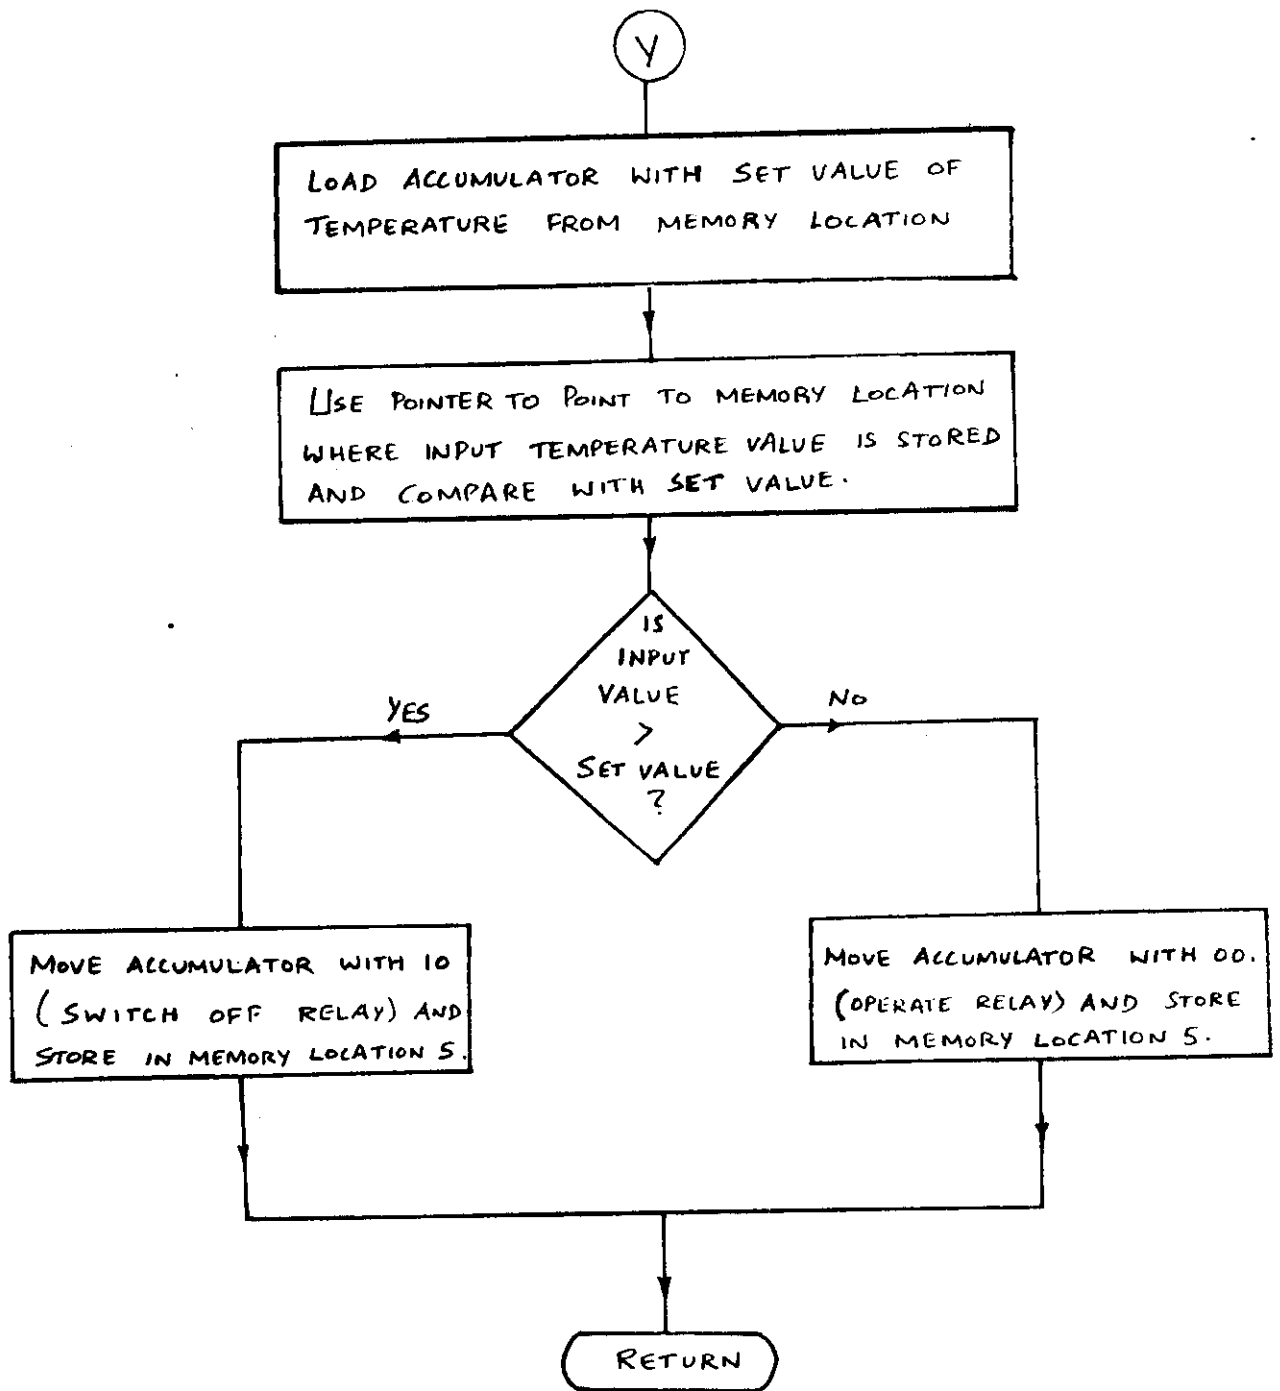 Y
LOAD ACCUMULATOR WITH SET VALUE OF
TEMPERATURE FROM MEMORY LOCATION
USE POINTER TO POINT TO MEMORY LOCATION
WHERE INPUT TEMPERATURE VALUE IS STORED
AND COMPARE WITH SET VALUE.
IS
INPUT
VALUE
>
SET VALUE
?
YES
NO
MOVE ACCUMULATOR WITH 10
(SWITCH OFF RELAY) AND
STORE IN MEMORY LOCATION 5.
MOVE ACCUMULATOR WITH 00.
(OPERATE RELAY) AND STORE
IN MEMORY LOCATION 5.
RETURN